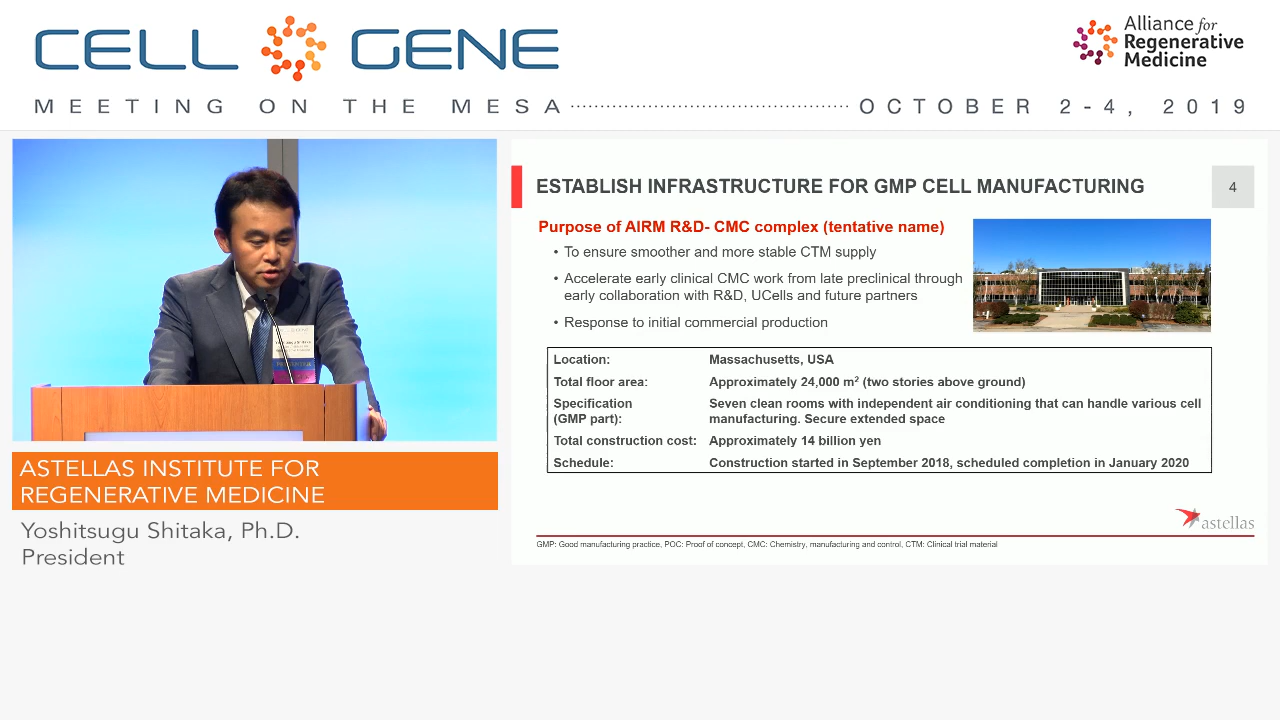 CELL GENE
Alliance for
Regenerative
Medicine
MEETING ON THE MESA
OCTOBER 2-4, 2019
ESTABLISH INFRASTRUCTURE FOR GMP CELL MANUFACTURING
4
Purpose of AIRM R&D- CMC complex (tentative name)
• To ensure smoother and more stable CTM supply
• Accelerate early clinical CMC work from late preclinical through
early collaboration with R&D, UCells and future partners
• Response to initial commercial production
Location: Massachusetts, USA
Total floor area: Approximately 24,000 m² (two stories above ground)
Specification Seven clean rooms with independent air conditioning that can handle various cell
(GMP part): manufacturing. Secure extended space
Total construction cost: Approximately 14 billion yen
Schedule: Construction started in September 2018, scheduled completion in January 2020
astellas
GMP: Good manufacturing practice, POC: Proof of concept, CMC: Chemistry, manufacturing and control, CTM: Clinical trial material
ASTELLAS INSTITUTE FOR
REGENERATIVE MEDICINE
Yoshitsugu Shitaka, Ph.D.
President